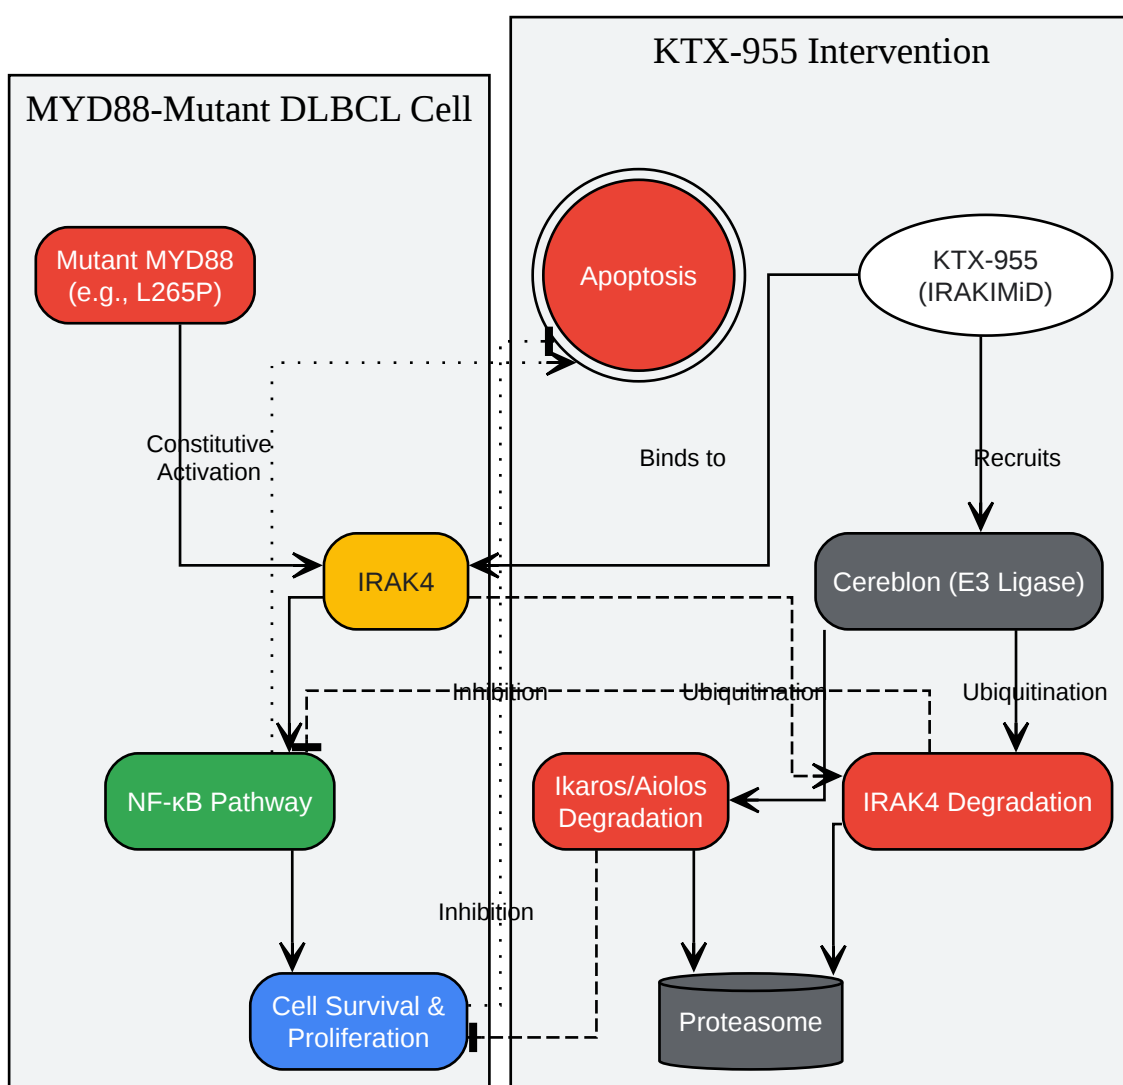 KTX-955 Intervention
MYD88-Mutant DLBCL Cell
Mutant MYD88
(e.g., L265P)
Apoptosis
KTX-955
(IRAKIMiD)
Constitutive
Activation
Binds to
Recruits
IRAK4
Cereblon (E3 Ligase)
Inhibition
Ubiquitination
Ubiquitination
NF-κB Pathway
Ikaros/Aiolos
Degradation
IRAK4 Degradation
Inhibition
Cell Survival &
Proliferation
Proteasome